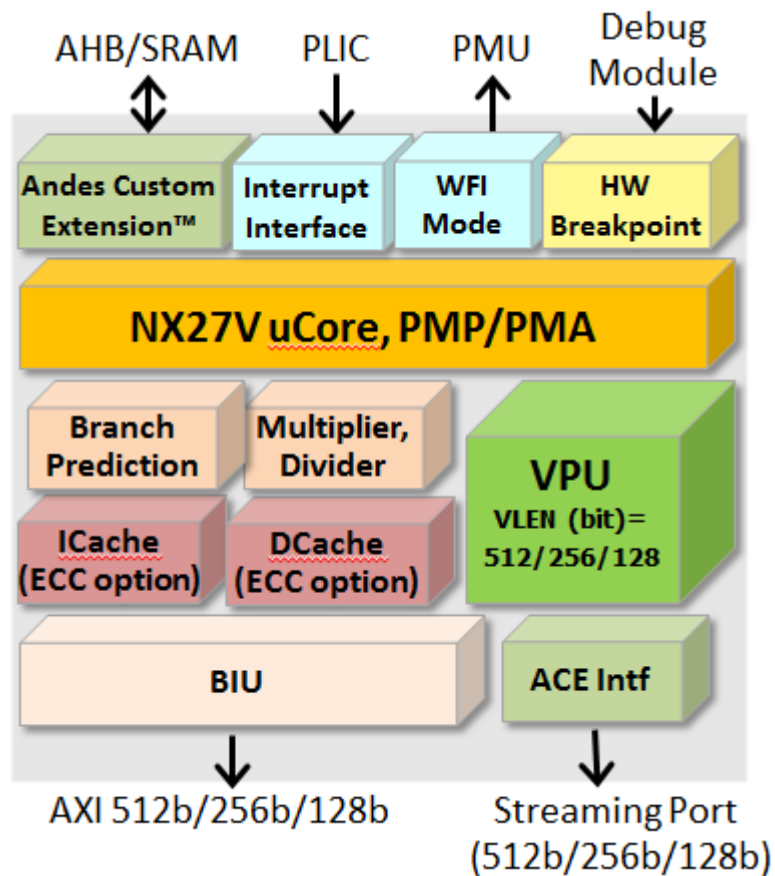 AHB/SRAM
PLIC
PMU
Debug
Module
Andes Custom
Extension™
Interrupt
Interface
WFI
Mode
HW
Breakpoint
NX27V uCore, PMP/PMA
Branch
Prediction
Multiplier,
Divider
VPU
VLEN (bit)=
512/256/128
ICache
(ECC option)
DCache
(ECC option)
BIU
ACE Intf
AXI 512b/256b/128b
Streaming Port
(512b/256b/128b)